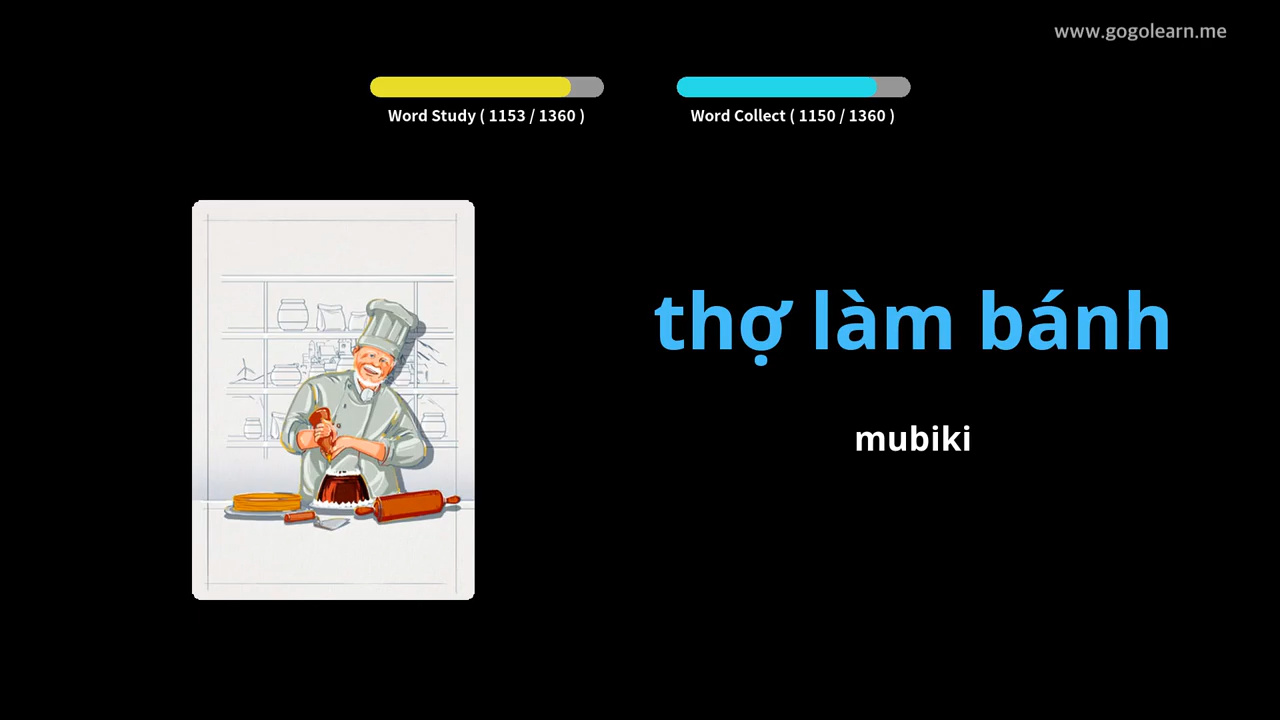 www.gogolearn.me
Word Study ( 1153 / 1360 )
Word Collect ( 1150 / 1360 )
thợ làm bánh
mubiki